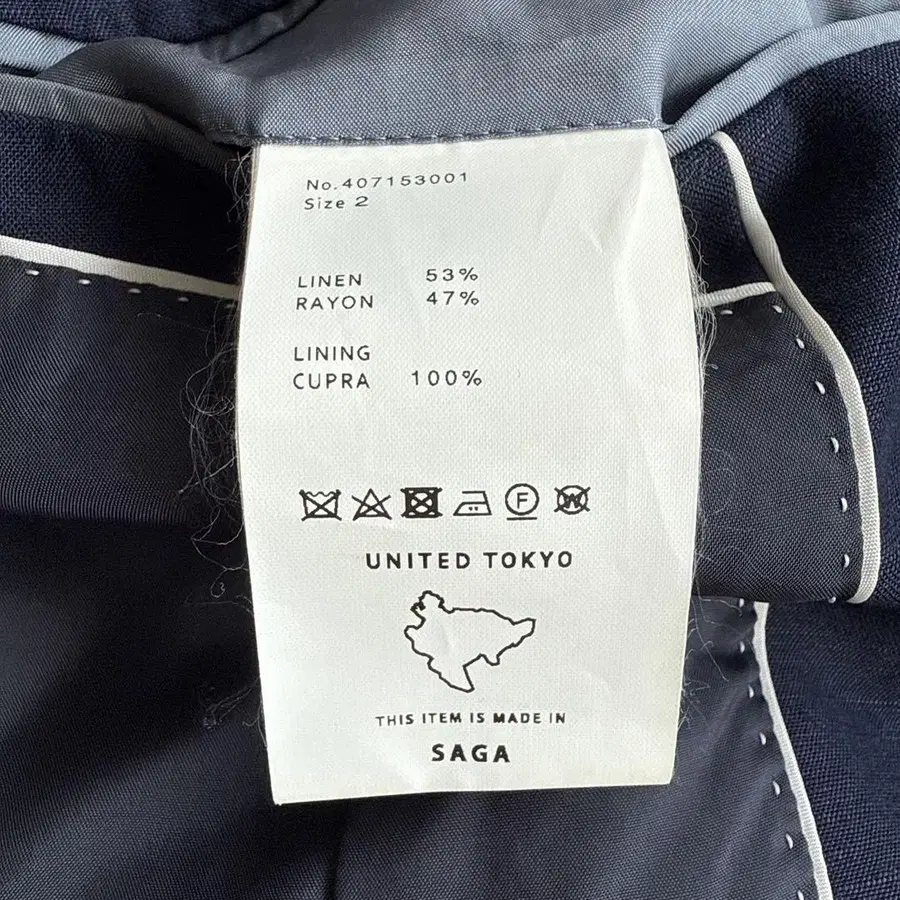 No.407153001
Size 2
LINEN 53%
RAYON 47%
LINING
CUPRA 100%
F W
UNITED TOKYO
THIS ITEM IS MADE IN
SAGA